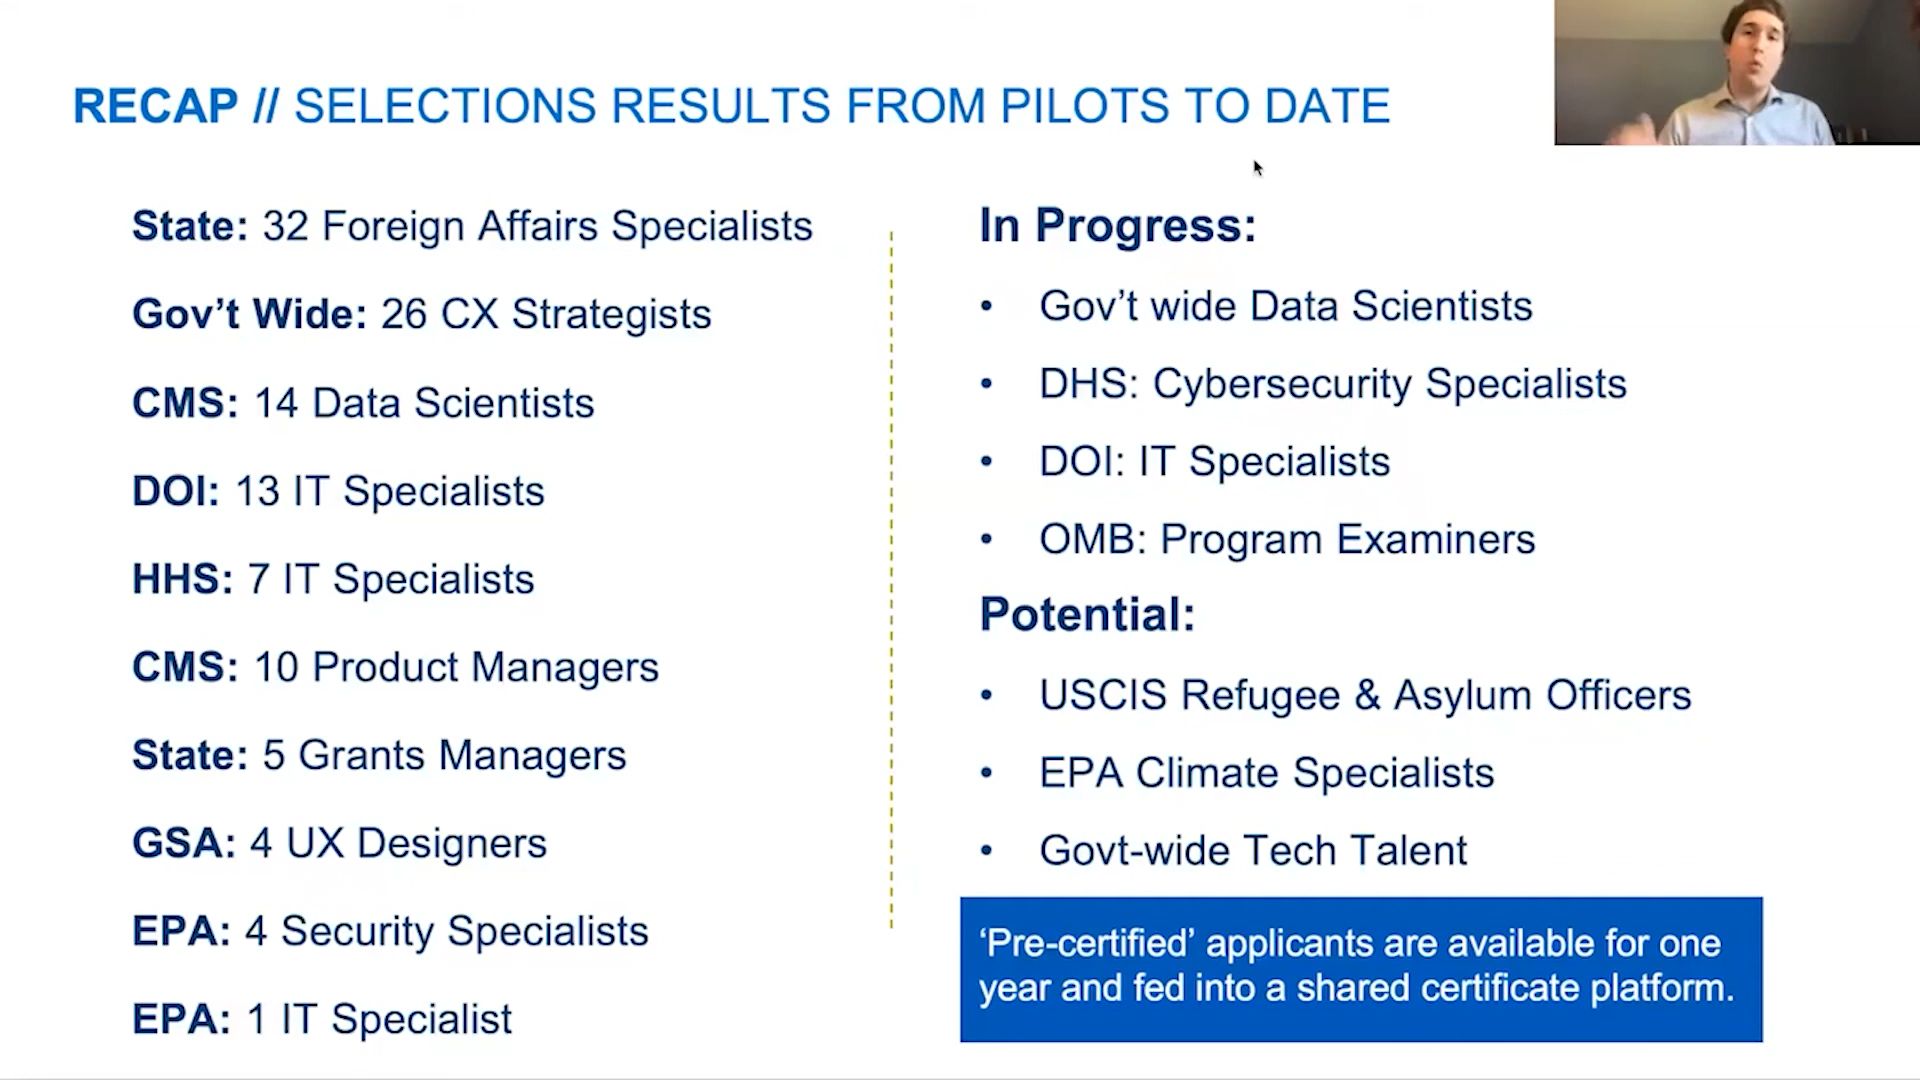 RECAP // SELECTIONS RESULTS FROM PILOTS TO DATE
State: 32 Foreign Affairs Specialists
Gov’t Wide: 26 CX Strategists
CMS: 14 Data Scientists
DOI: 13 IT Specialists
HHS: 7 IT Specialists
CMS: 10 Product Managers
State: 5 Grants Managers
GSA: 4 UX Designers
EPA: 4 Security Specialists
EPA: 1 IT Specialist
In Progress:
• Gov’t wide Data Scientists
• DHS: Cybersecurity Specialists
• DOI: IT Specialists
• OMB: Program Examiners
Potential:
• USCIS Refugee & Asylum Officers
• EPA Climate Specialists
• Govt-wide Tech Talent
‘Pre-certified’ applicants are available for one
year and fed into a shared certificate platform.